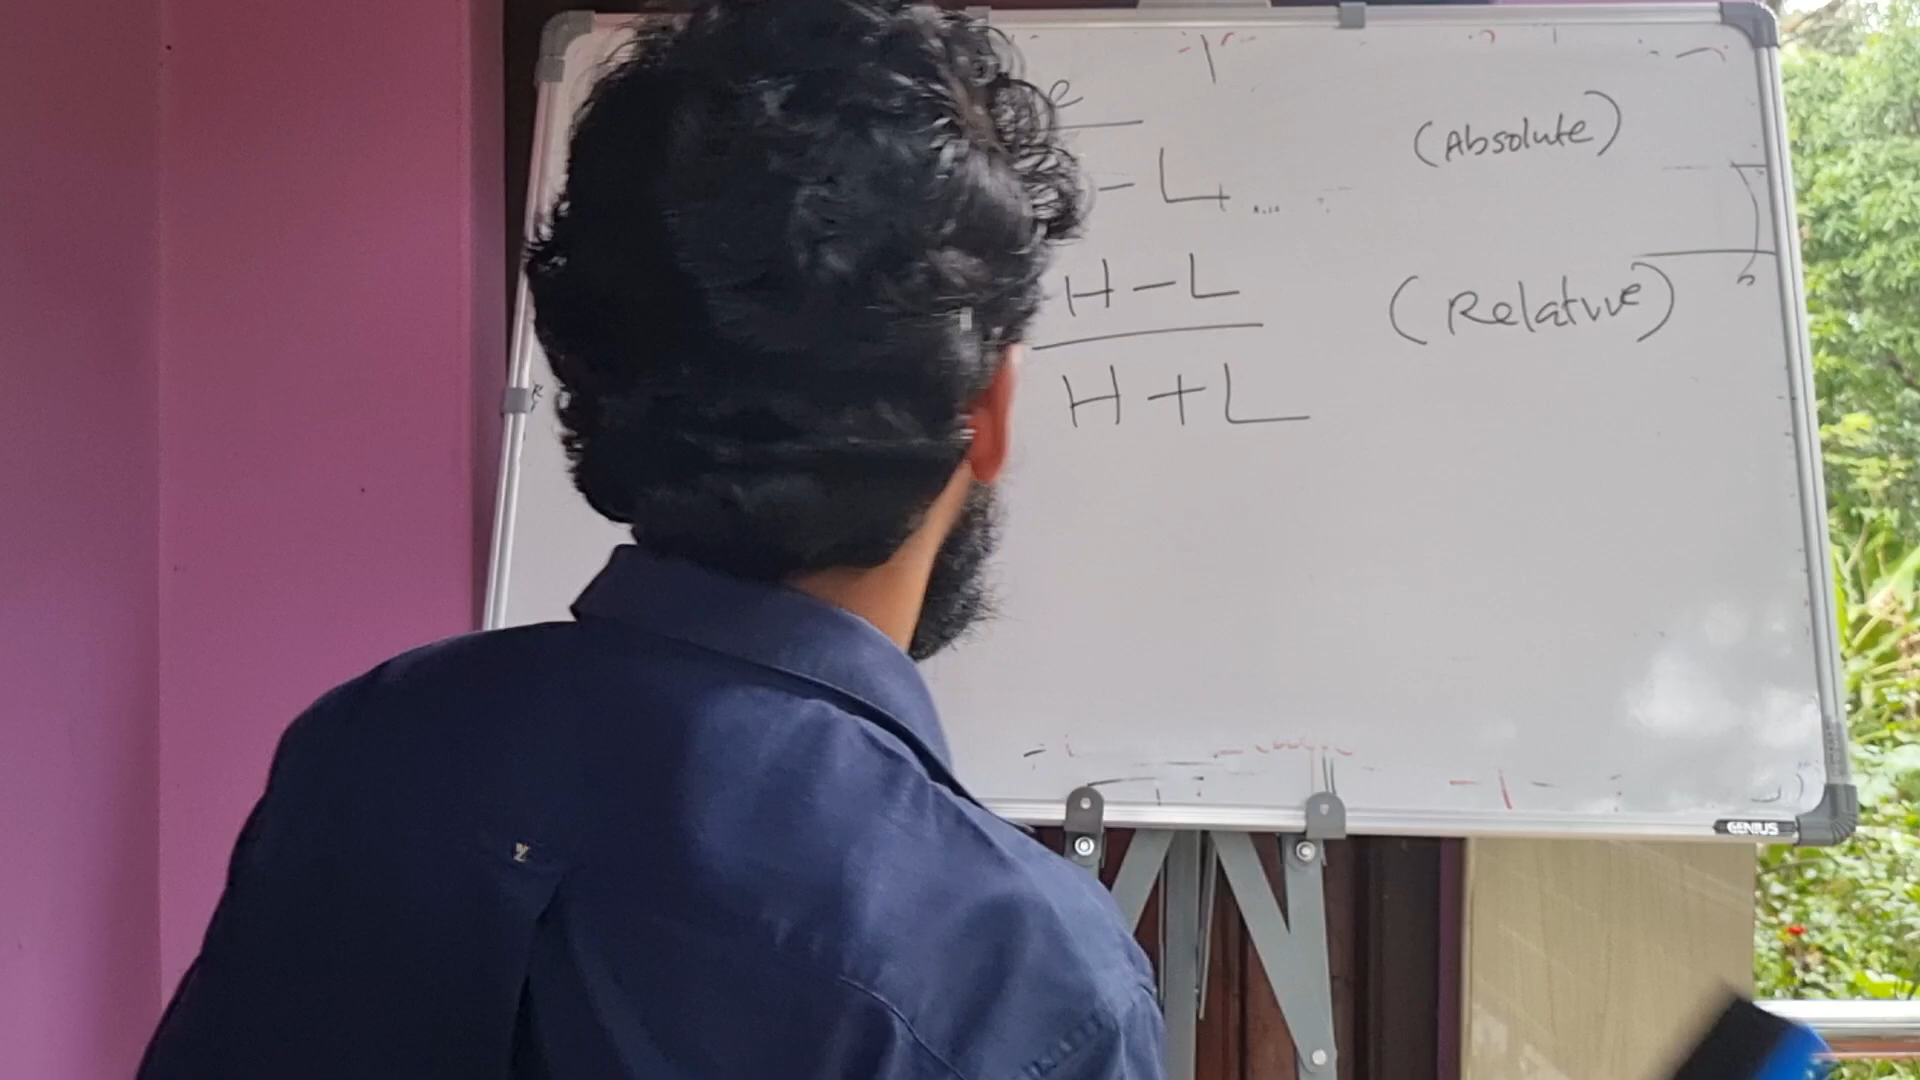 e
- L (Absolute)
H - L (Relative)
H + L
GENIUS